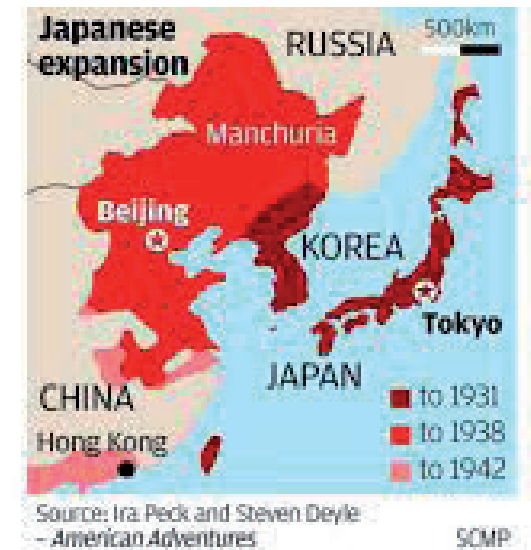 Japanese
expansion
500km
RUSSIA
Manchuria
Beijing
KOREA
Tokyo
JAPAN
CHINA
Hong Kong
to 1931
to 1938
to 1942
Source: Ira Peck and Steven Deyle
– American Adventures
SCMP